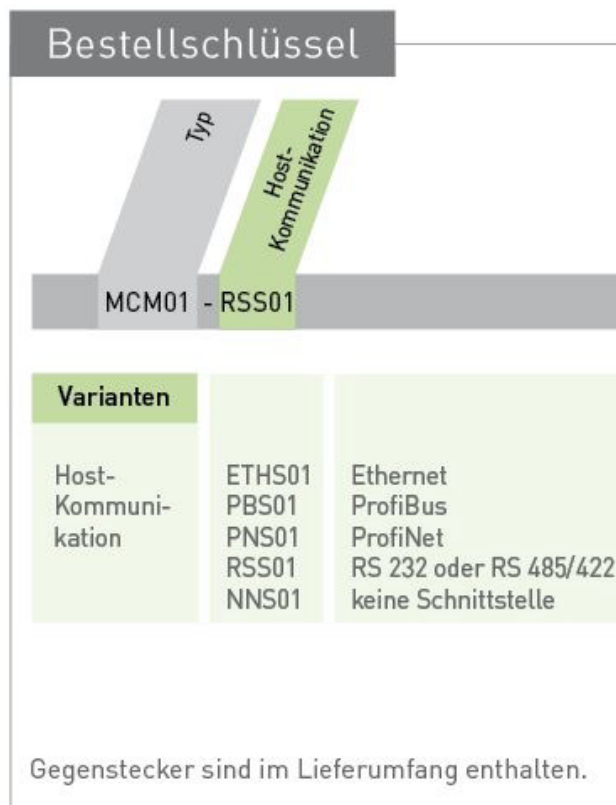 Bestellschlüssel
Typ
Host-
Kommunikation
MCM01 - RSS01
Varianten
Host-
Kommuni-
kation
ETHS01 Ethernet
PBS01 ProfiBus
PNS01 ProfiNet
RSS01 RS 232 oder RS 485/422
NNS01 keine Schnittstelle
Gegenstecker sind im Lieferumfang enthalten.